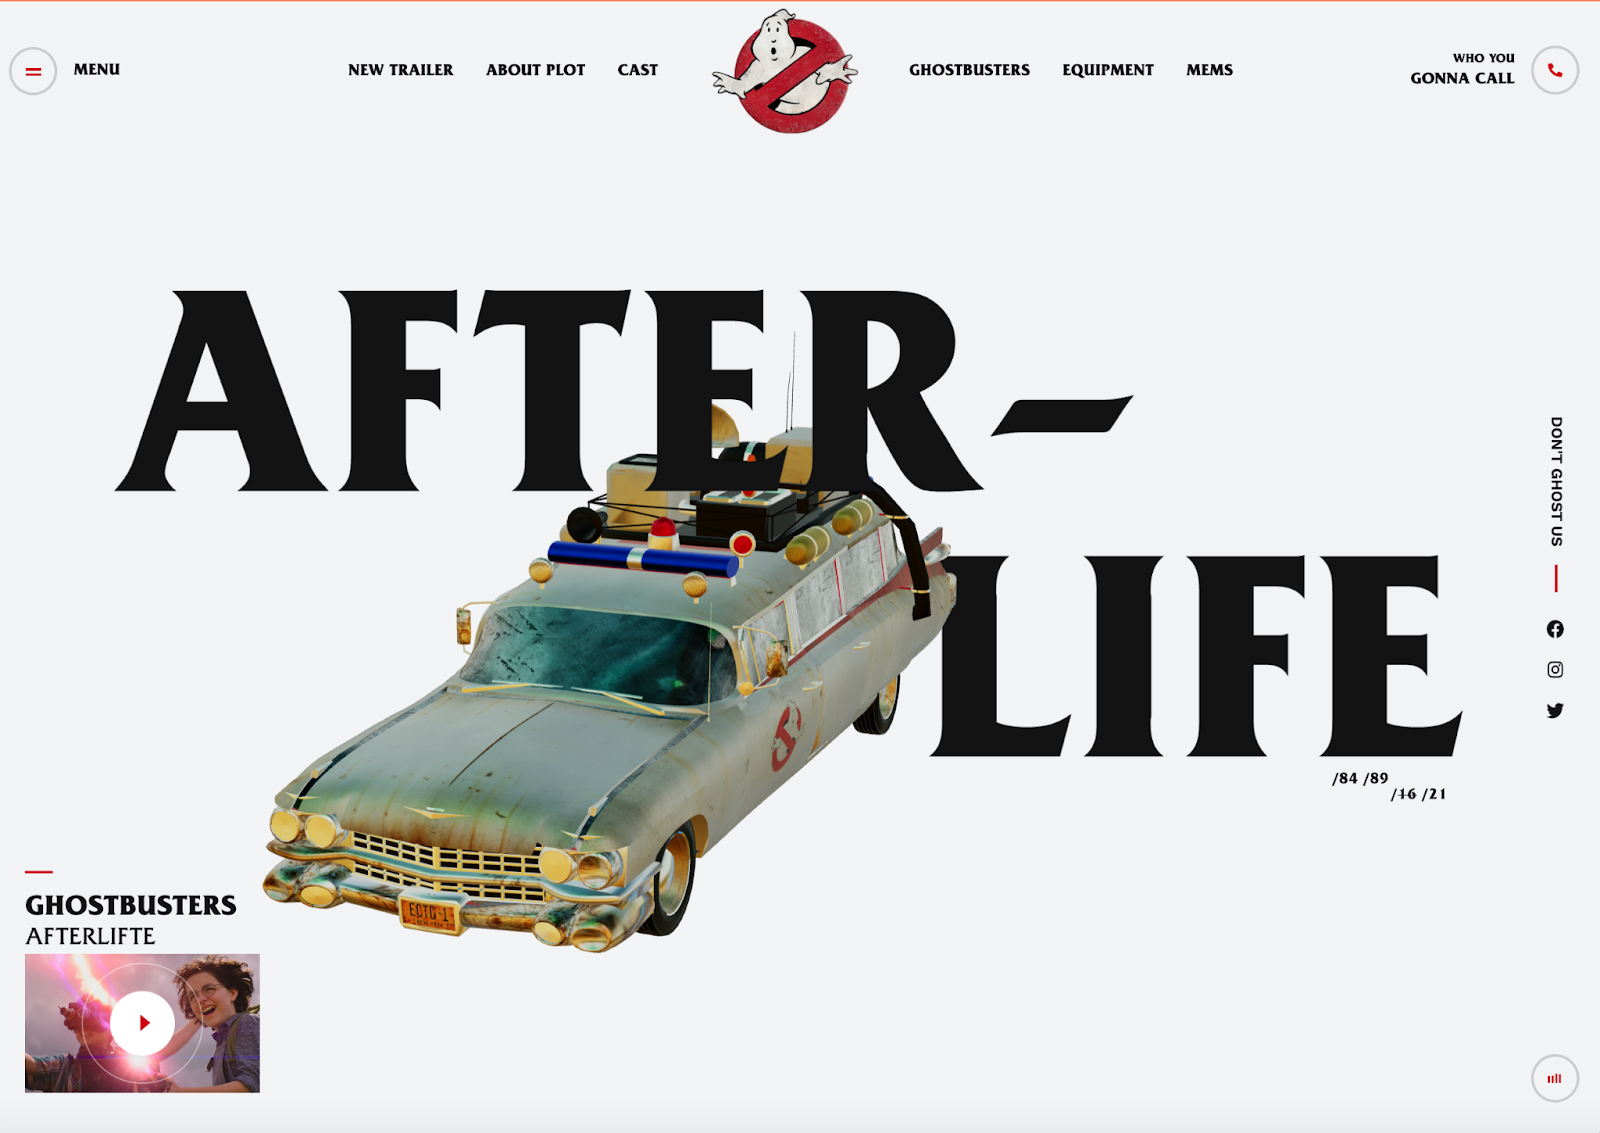 MENU
NEW TRAILER
ABOUT PLOT
CAST
GHOSTBUSTERS
EQUIPMENT
MEMS
WHO YOU
GONNA CALL
AFTER-
LIFE
DON'T GHOST US
/84 /89
/16 /21
ECTO-1
GHOSTBUSTERS
AFTERLIFTE